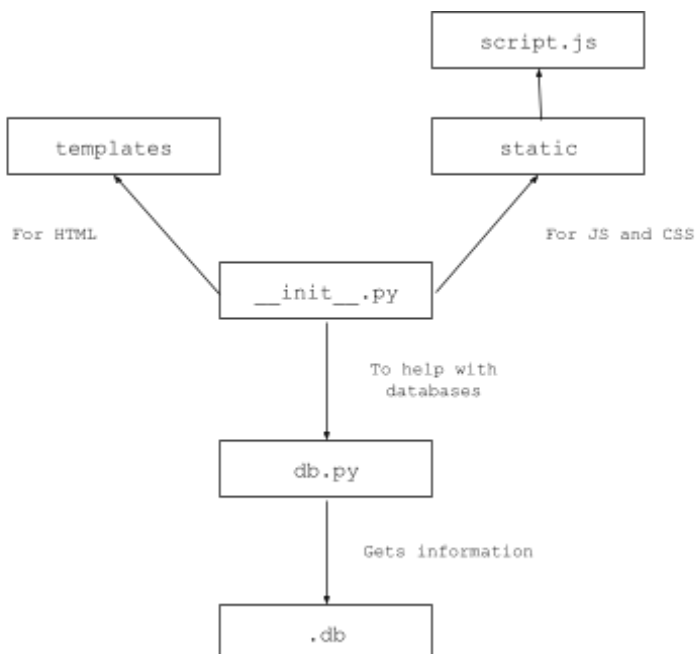 script.js
templates
static
For HTML
For JS and CSS
__init__.py
To help with
databases
db.py
Gets information
.db